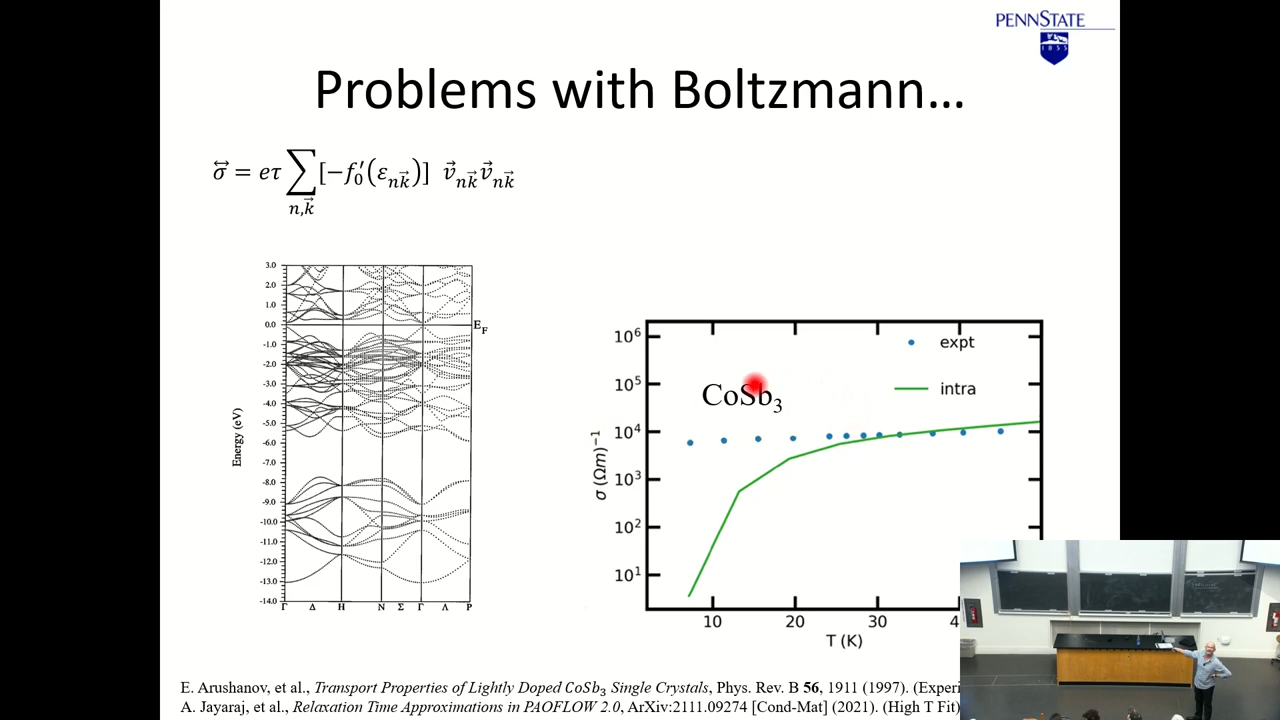 PENNSTATE
1855
Problems with Boltzmann…
σ⃡ = eτ ∑ [−f₀′(ε_{nk⃗})] v⃗_{nk⃗} v⃗_{nk⃗}
n,k⃗
3.0
2.0
1.0
0.0
E_F
-1.0
-2.0
-3.0
-4.0
-5.0
-6.0
-7.0
-8.0
-9.0
-10.0
-11.0
-12.0
-13.0
-14.0
Energy (eV)
Γ Δ H N Σ Γ Λ P
10⁶
10⁵
10⁴
10³
10²
10¹
σ (Ωm)⁻¹
expt
intra
CoSb₃
10 20 30 4
T (K)
E. Arushanov, et al., Transport Properties of Lightly Doped CoSb₃ Single Crystals, Phys. Rev. B 56, 1911 (1997). (Experi
A. Jayaraj, et al., Relaxation Time Approximations in PAOFLOW 2.0, ArXiv:2111.09274 [Cond-Mat] (2021). (High T Fit)